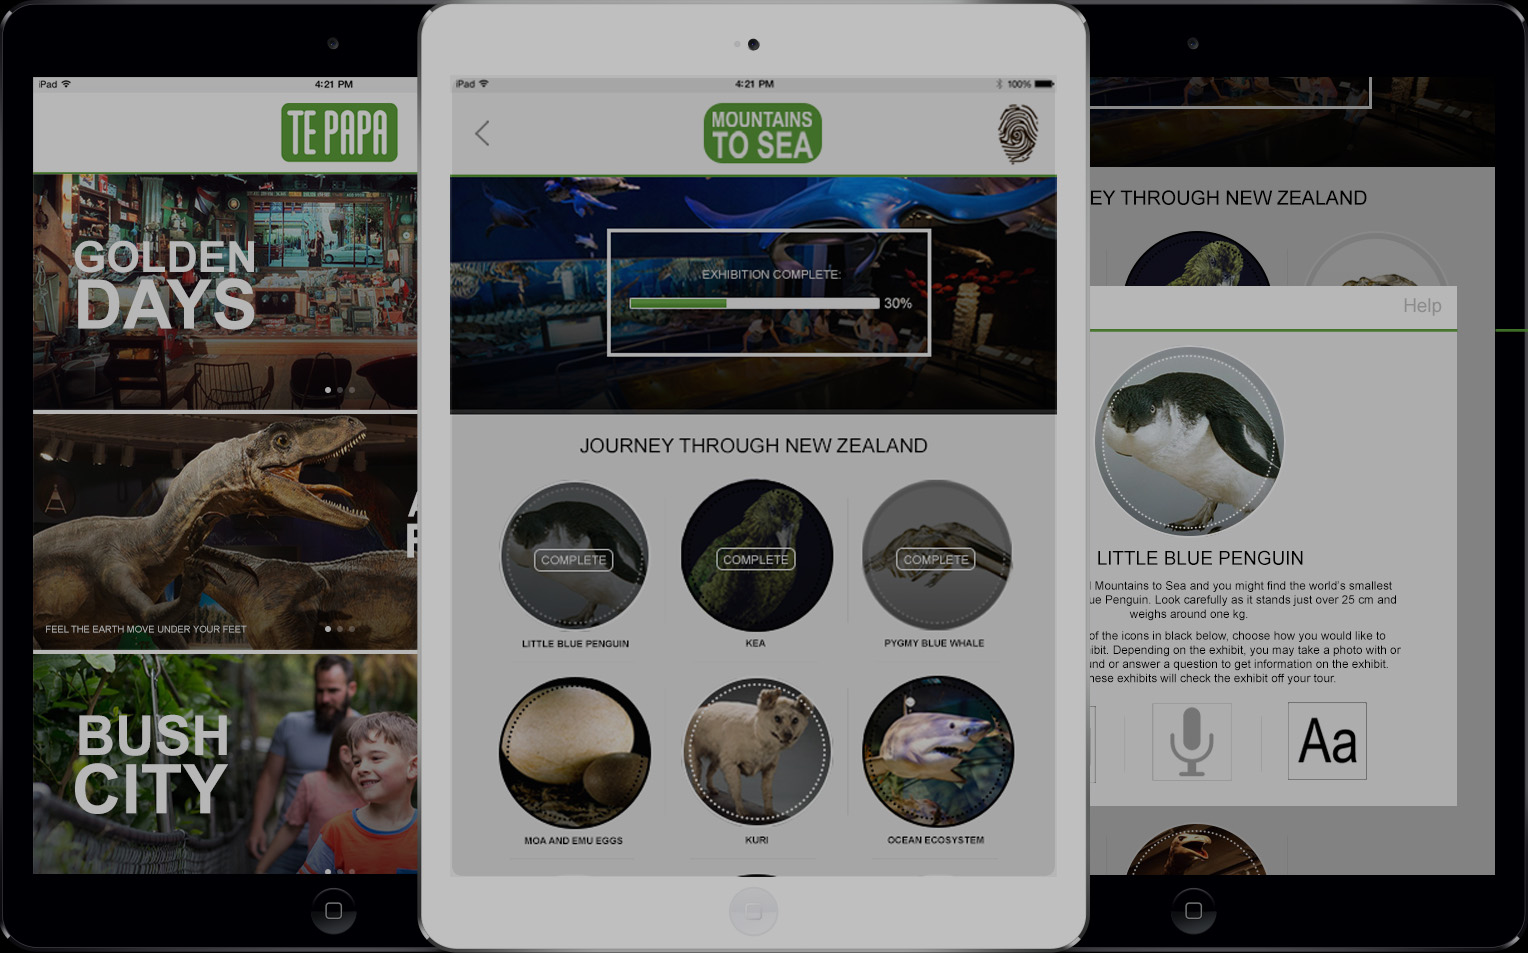 iPad
4:21 PM
TE PAPA
GOLDEN
DAYS
FEEL THE EARTH MOVE UNDER YOUR FEET
BUSH
CITY
iPad
4:21 PM
100%
MOUNTAINS
TO SEA
EXHIBITION COMPLETE:
30%
JOURNEY THROUGH NEW ZEALAND
COMPLETE
COMPLETE
COMPLETE
LITTLE BLUE PENGUIN
KEA
PYGMY BLUE WHALE
MOA AND EMU EGGS
KURI
OCEAN ECOSYSTEM
EY THROUGH NEW ZEALAND
Help
LITTLE BLUE PENGUIN
Mountains to Sea and you might find the world's smallest
ue Penguin. Look carefully as it stands just over 25 cm and
weighs around one kg.
of the icons in black below, choose how you would like to
ibit. Depending on the exhibit, you may take a photo with or
und or answer a question to get information on the exhibit.
hese exhibits will check the exhibit off your tour.
Aa